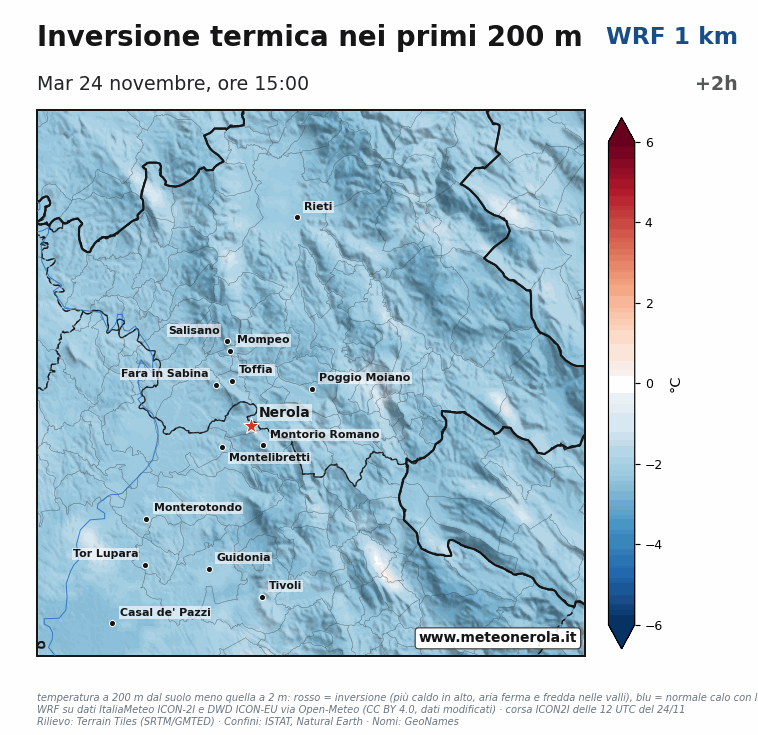 Inversione termica nei primi 200 m WRF 1 km
Mar 24 novembre, ore 15:00 +2h
Rieti
Salisano
Mompeo
Toffia
Fara in Sabina
Poggio Moiano
Nerola
Montorio Romano
Montelibretti
Monterotondo
Tor Lupara
Guidonia
Tivoli
Casal de' Pazzi
www.meteonerola.it
6
4
2
0
−2
−4
−6
°C
temperatura a 200 m dal suolo meno quella a 2 m: rosso = inversione (più caldo in alto, aria ferma e fredda nelle valli), blu = normale calo con l
WRF su dati ItaliaMeteo ICON-2I e DWD ICON-EU via Open-Meteo (CC BY 4.0, dati modificati) · corsa ICON2I delle 12 UTC del 24/11
Rilievo: Terrain Tiles (SRTM/GMTED) · Confini: ISTAT, Natural Earth · Nomi: GeoNames